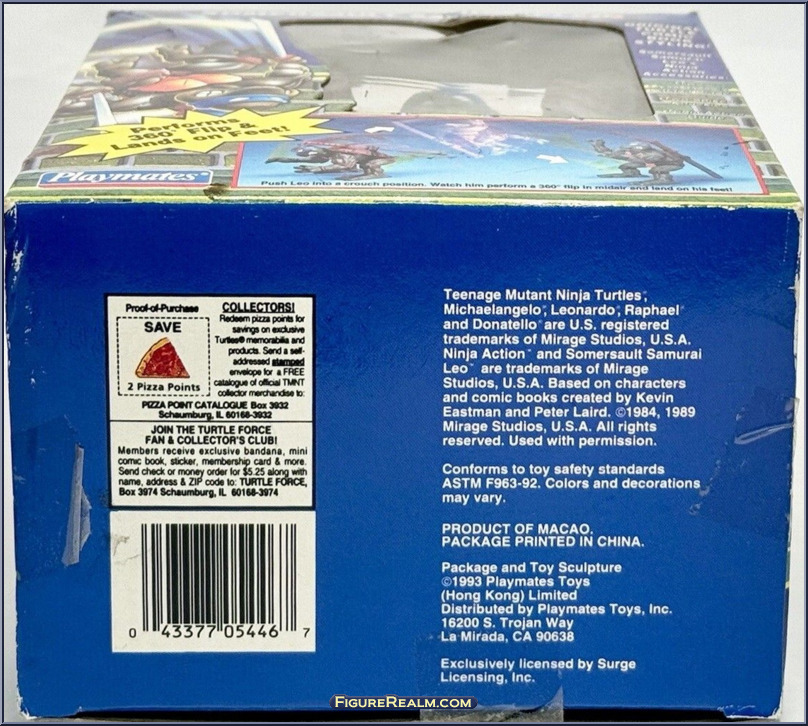 Performs
360° Flip &
Lands on Feet!
Playmates®
Push Leo into a crouch position. Watch him perform a 360° flip in midair and land on his feet!
Proof-of-Purchase
SAVE
2 Pizza Points
COLLECTORS!
Redeem pizza points for
savings on exclusive
Turtles® memorabilia and
products. Send a self-
addressed stamped
envelope for a FREE
catalogue of official TMNT
collector merchandise to:
PIZZA POINT CATALOGUE Box 3932
Schaumburg, IL 60168-3932
JOIN THE TURTLE FORCE
FAN & COLLECTOR'S CLUB!
Members receive exclusive bandana, mini
comic book, sticker, membership card & more.
Send check or money order for $5.25 along with
name, address & ZIP code to: TURTLE FORCE,
Box 3974 Schaumburg, IL 60168-3974
0 43377 05446 7
Teenage Mutant Ninja Turtles®,
Michaelangelo®, Leonardo®, Raphael®
and Donatello® are U.S. registered
trademarks of Mirage Studios, U.S.A.
Ninja Action™ and Somersault Samurai
Leo™ are trademarks of Mirage
Studios, U.S.A. Based on characters
and comic books created by Kevin
Eastman and Peter Laird. ©1984, 1989
Mirage Studios, U.S.A. All rights
reserved. Used with permission.
Conforms to toy safety standards
ASTM F963-92. Colors and decorations
may vary.
PRODUCT OF MACAO.
PACKAGE PRINTED IN CHINA.
Package and Toy Sculpture
©1993 Playmates Toys
(Hong Kong) Limited
Distributed by Playmates Toys, Inc.
16200 S. Trojan Way
La Mirada, CA 90638
Exclusively licensed by Surge
Licensing, Inc.
FigureRealm.com